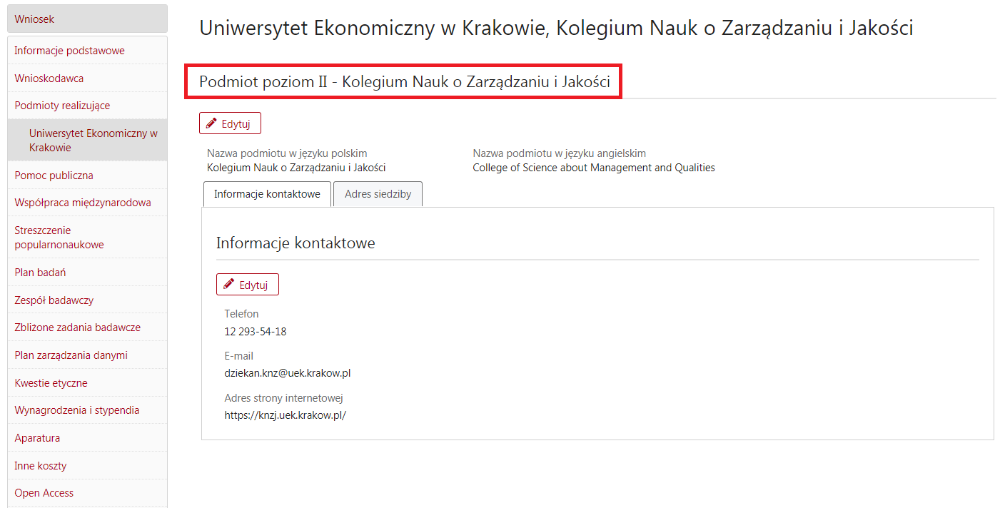 Wniosek
Informacje podstawowe
Wnioskodawca
Podmioty realizujące
Uniwersytet Ekonomiczny w
Krakowie
Pomoc publiczna
Współpraca międzynarodowa
Streszczenie
popularnonaukowe
Plan badań
Zespół badawczy
Zbliżone zadania badawcze
Plan zarządzania danymi
Kwestie etyczne
Wynagrodzenia i stypendia
Aparatura
Inne koszty
Open Access
Uniwersytet Ekonomiczny w Krakowie, Kolegium Nauk o Zarządzaniu i Jakości
Podmiot poziom II - Kolegium Nauk o Zarządzaniu i Jakości
Edytuj
Nazwa podmiotu w języku polskim
Kolegium Nauk o Zarządzaniu i Jakości
Nazwa podmiotu w języku angielskim
College of Science about Management and Qualities
Informacje kontaktowe
Adres siedziby
Informacje kontaktowe
Edytuj
Telefon
12 293-54-18
E-mail
dziekan.knz@uek.krakow.pl
Adres strony internetowej
https://knzj.uek.krakow.pl/